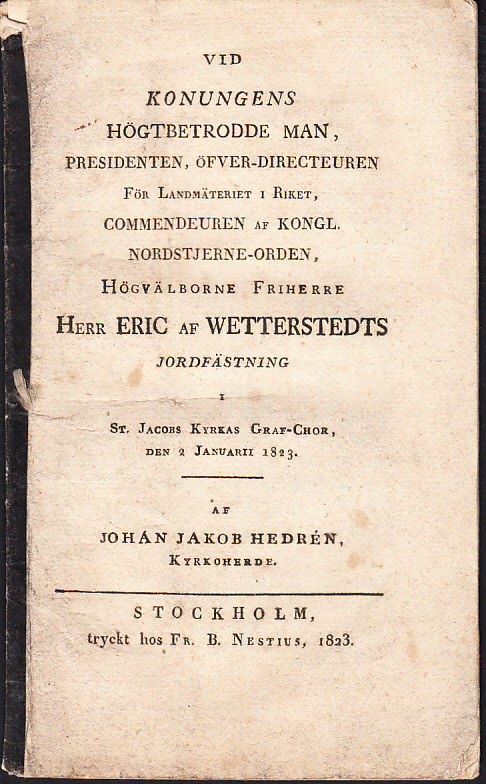 VID
KONUNGENS
HÖGTBETRODDE MAN,
PRESIDENTEN, ÖFVER-DIRECTEUREN
FÖR LANDMÄTERIET I RIKET,
COMMENDEUREN AF KONGL.
NORDSTJERNE-ORDEN,
HÖGVÄLBORNE FRIHERRE
HERR ERIC AF WETTERSTEDTS
JORDFÄSTNING
I
ST. JACOBS KYRKAS GRAF-CHOR,
DEN 2 JANUARII 1823.
AF
JOHAN JAKOB HEDRÉN,
KYRKOHERDE.
STOCKHOLM,
tryckt hos FR. B. NESTIUS, 1823.